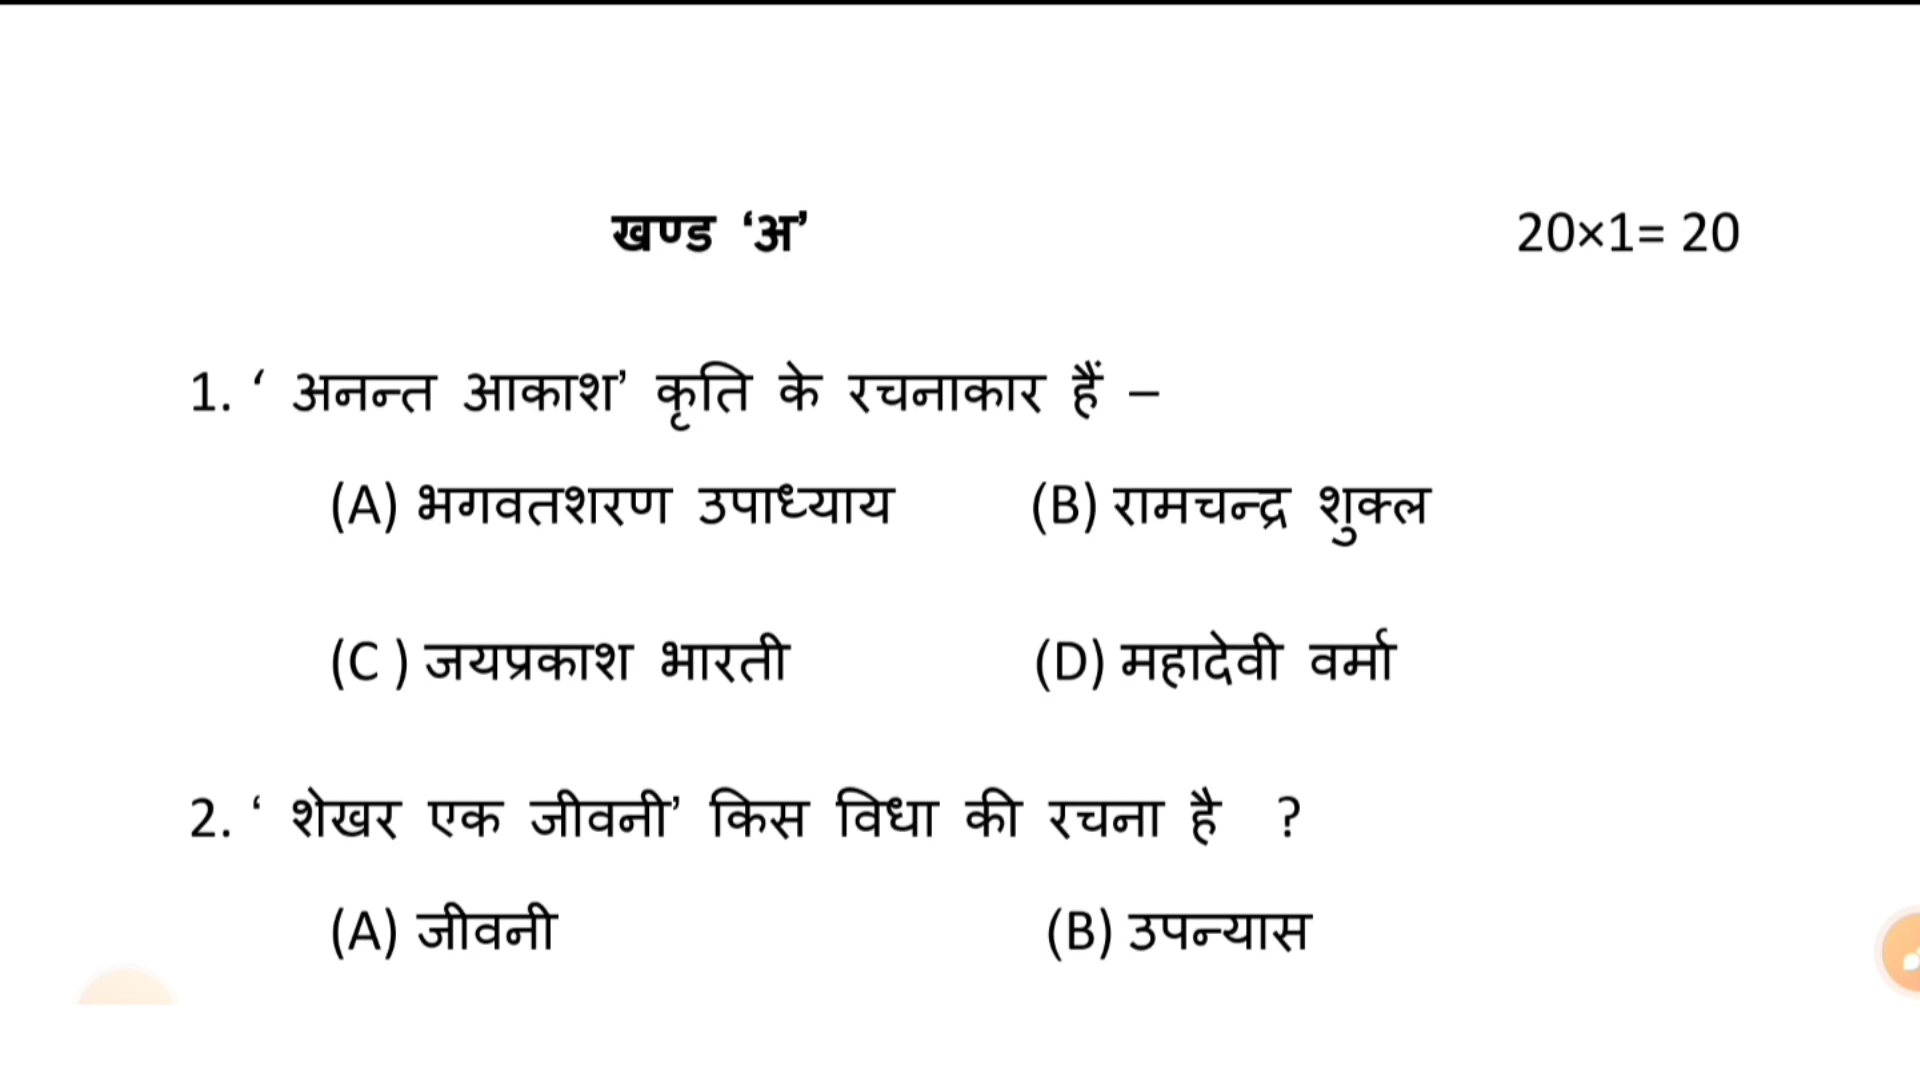 खण्ड ‘अ’ 20×1= 20
1. ‘ अनन्त आकाश’ कृति के रचनाकार हैं –
(A) भगवतशरण उपाध्याय (B) रामचन्द्र शुक्ल
(C ) जयप्रकाश भारती (D) महादेवी वर्मा
2. ‘ शेखर एक जीवनी’ किस विधा की रचना है ?
(A) जीवनी (B) उपन्यास